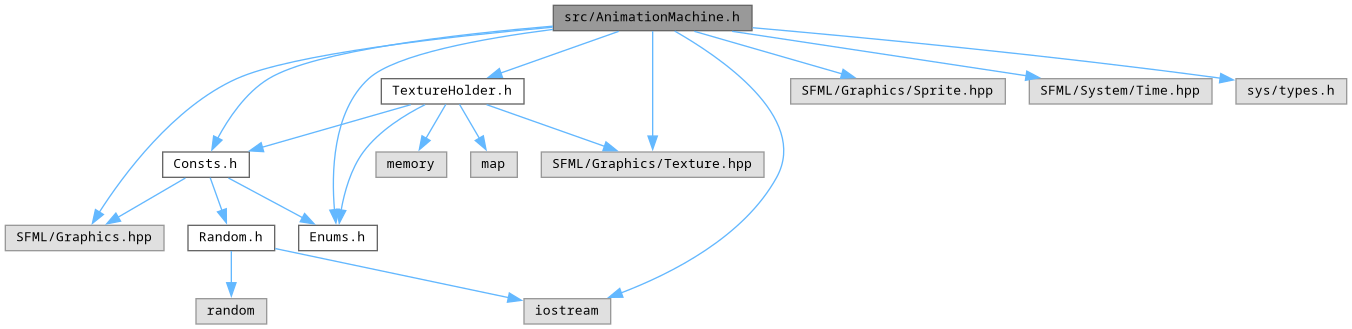 src/AnimationMachine.h
TextureHolder.h
SFML/Graphics/Sprite.hpp
SFML/System/Time.hpp
sys/types.h
Consts.h
memory
map
SFML/Graphics/Texture.hpp
SFML/Graphics.hpp
Random.h
Enums.h
random
iostream